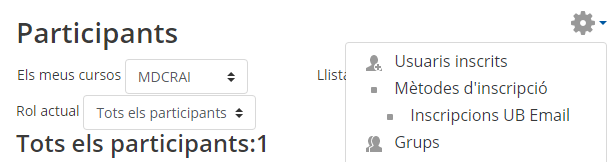 Participants
Els meus cursos MDCRAI
Rol actual Tots els participants
Tots els participants:1
Llista
Usuaris inscrits
Mètodes d'inscripció
Inscripcions UB Email
Grups